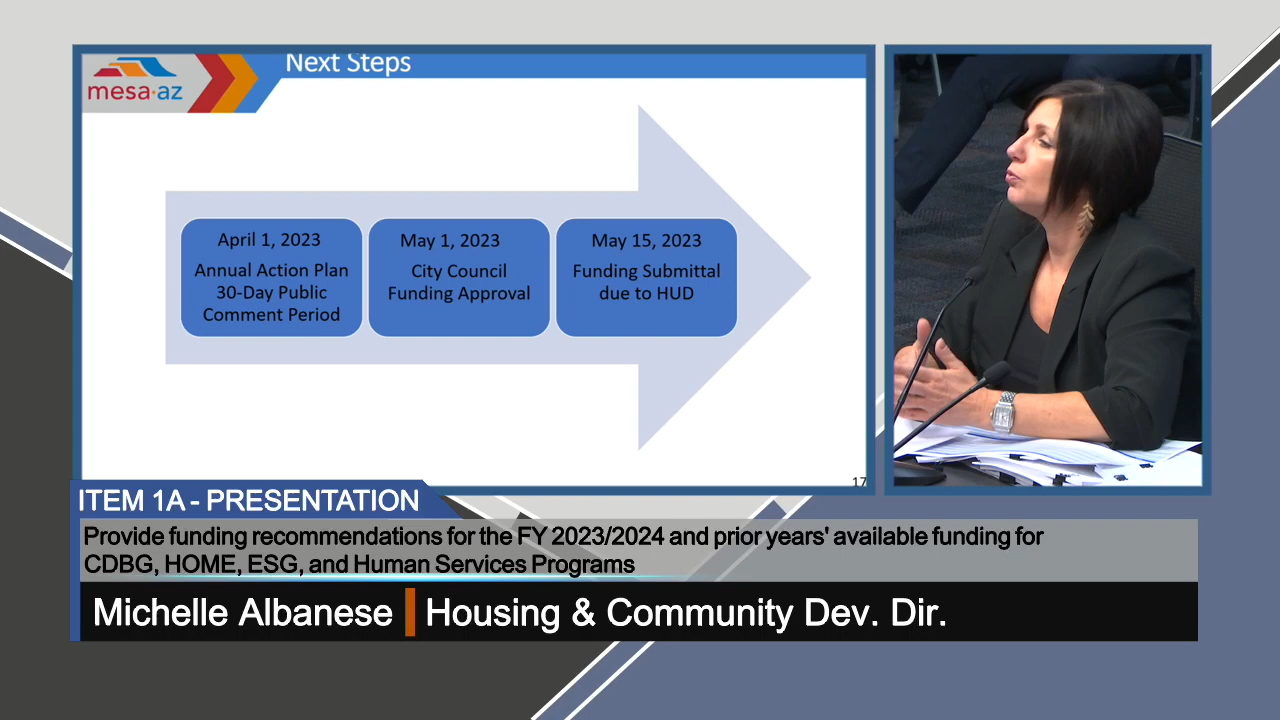 Next Steps
mesa·az
April 1, 2023
Annual Action Plan
30-Day Public
Comment Period
May 1, 2023
City Council
Funding Approval
May 15, 2023
Funding Submittal
due to HUD
17
ITEM 1A - PRESENTATION
Provide funding recommendations for the FY 2023/2024 and prior years' available funding for
CDBG, HOME, ESG, and Human Services Programs
Michelle Albanese
Housing & Community Dev. Dir.